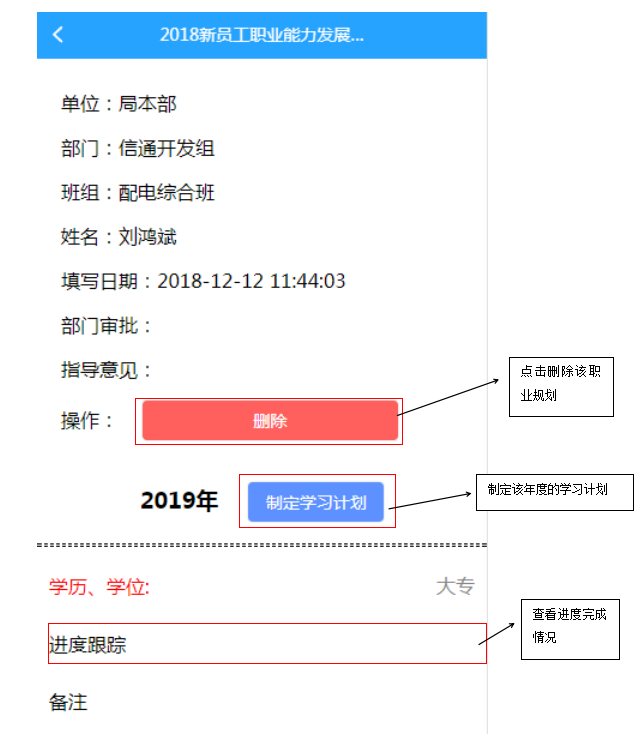 2018新员工职业能力发展...
单位：局本部
部门：信通开发组
班组：配电综合班
姓名：刘鸿斌
填写日期：2018-12-12 11:44:03
部门审批：
指导意见：
点击删除该职
业规划
操作：
删除
2019年
制定学习计划
制定该年度的学习计划
学历、学位:
大专
查看进度完成
情况
进度跟踪
备注